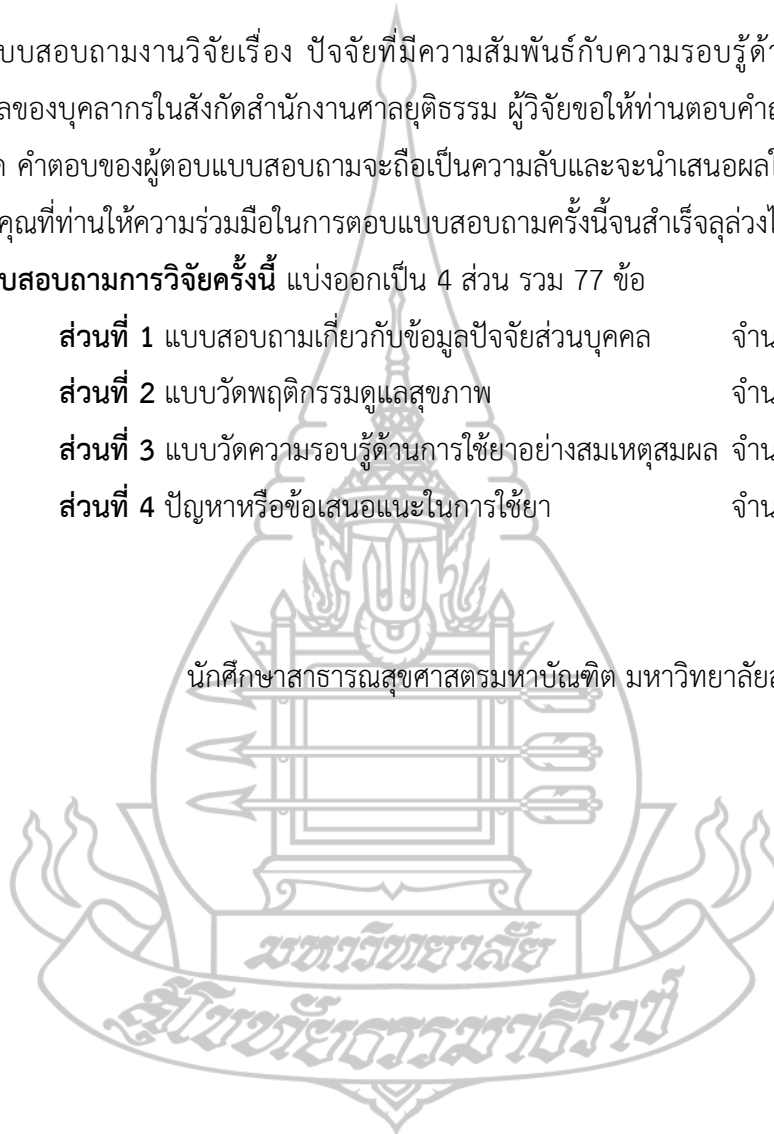 บบสอบถามงานวิจัยเรื่อง ปัจจัยที่มีความสัมพันธ์กับความรอบรู้ด้า
ลของบุคลากรในสังกัดสำนักงานศาลยุติธรรม ผู้วิจัยขอให้ท่านตอบคำถ
คำตอบของผู้ตอบแบบสอบถามจะถือเป็นความลับและจะนำเสนอผลใ
คุณที่ท่านให้ความร่วมมือในการตอบแบบสอบถามครั้งนี้จนสำเร็จลุล่วงไ
บสอบถามการวิจัยครั้งนี้ แบ่งออกเป็น 4 ส่วน รวม 77 ข้อ
ส่วนที่ 1 แบบสอบถามเกี่ยวกับข้อมูลปัจจัยส่วนบุคคล จำน
ส่วนที่ 2 แบบวัดพฤติกรรมดูแลสุขภาพ จำน
ส่วนที่ 3 แบบวัดความรอบรู้ด้านการใช้ยาอย่างสมเหตุสมผล จำน
ส่วนที่ 4 ปัญหาหรือข้อเสนอแนะในการใช้ยา จำน
นักศึกษาสาธารณสุขศาสตรมหาบัณฑิต มหาวิทยาลัยส
มหาวิทยาลัย
สุโขทัยธรรมาธิราช